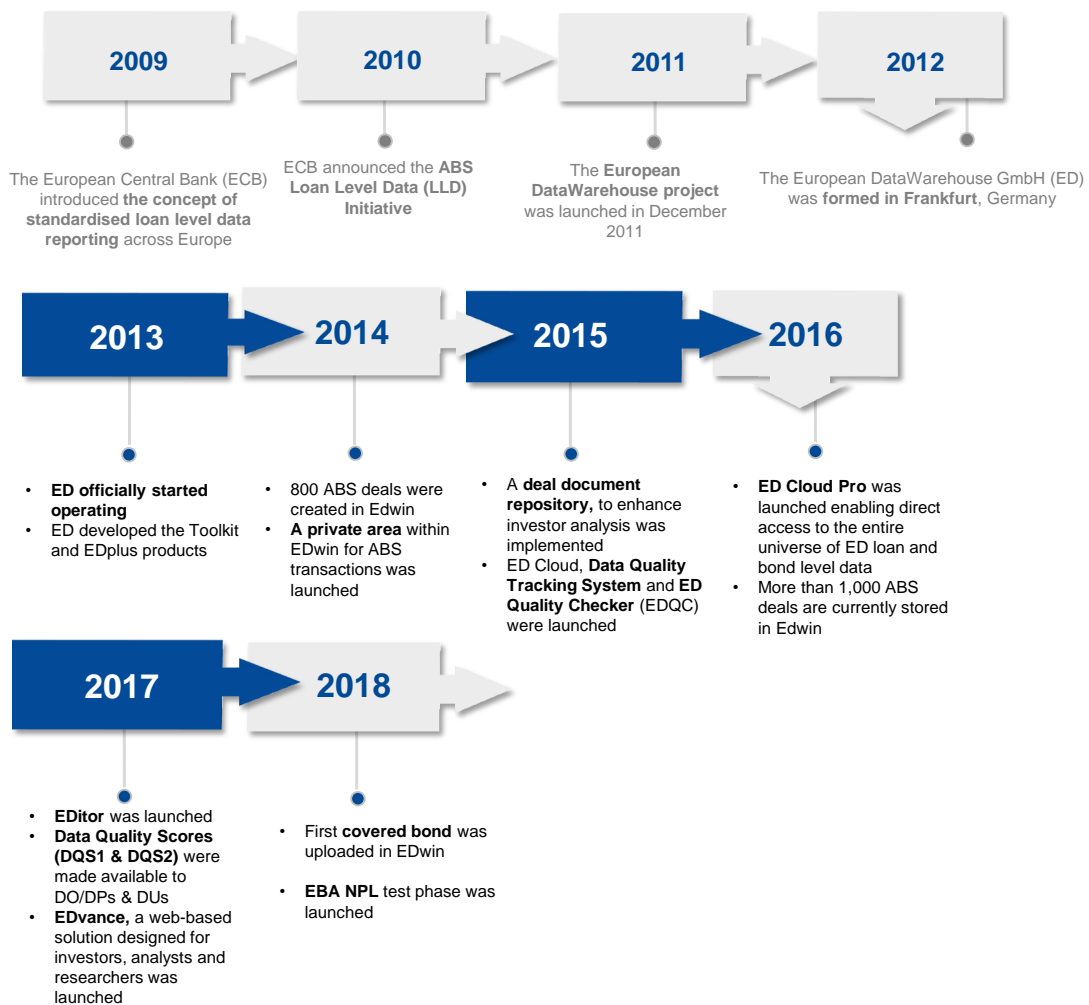 2009
2010
2011
2012
The European Central Bank (ECB)
introduced the concept of
standardised loan level data
reporting across Europe
ECB announced the ABS
Loan Level Data (LLD)
Initiative
The European
DataWarehouse project
was launched in December
2011
The European DataWarehouse GmbH (ED)
was formed in Frankfurt, Germany
2013
2014
2015
2016
• ED officially started
operating
• ED developed the Toolkit
and EDplus products
• 800 ABS deals were
created in Edwin
• A private area within
EDwin for ABS
transactions was
launched
• A deal document
repository, to enhance
investor analysis was
implemented
• ED Cloud, Data Quality
Tracking System and ED
Quality Checker (EDQC)
were launched
• ED Cloud Pro was
launched enabling direct
access to the entire
universe of ED loan and
bond level data
• More than 1,000 ABS
deals are currently stored
in Edwin
2017
2018
• EDitor was launched
• Data Quality Scores
(DQS1 & DQS2) were
made available to
DO/DPs & DUs
• EDvance, a web-based
solution designed for
investors, analysts and
researchers was
launched
• First covered bond was
uploaded in EDwin
• EBA NPL test phase was
launched